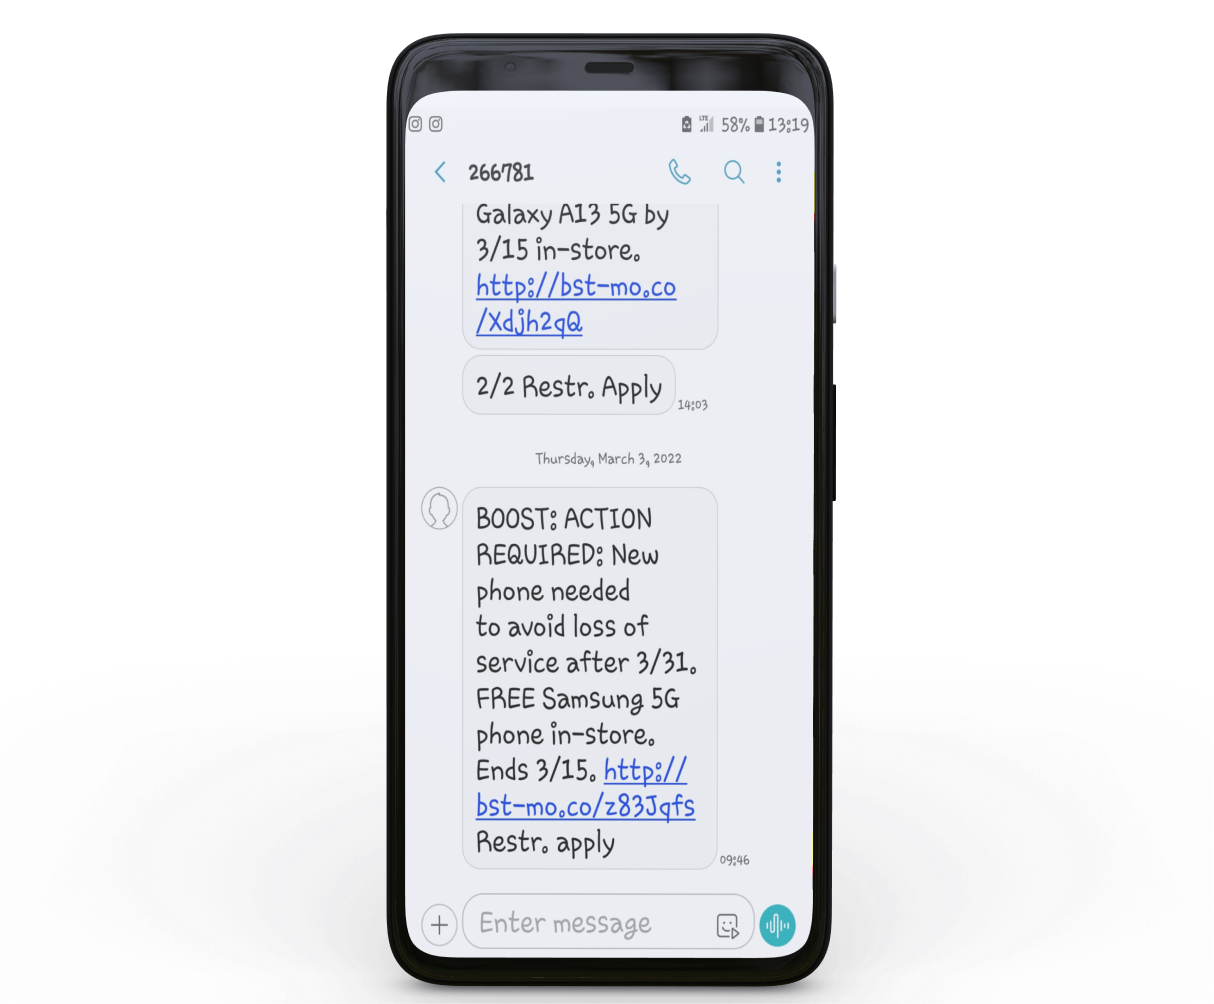 58% 13:19
266781
Galaxy A13 5G by
3/15 in-store.
http://bst-mo.co
/Xdjh2qQ
2/2 Restr. Apply
14:03
Thursday, March 3, 2022
BOOST: ACTION
REQUIRED: New
phone needed
to avoid loss of
service after 3/31.
FREE Samsung 5G
phone in-store.
Ends 3/15. http://
bst-mo.co/z83Jqfs
Restr. apply
09:46
Enter message